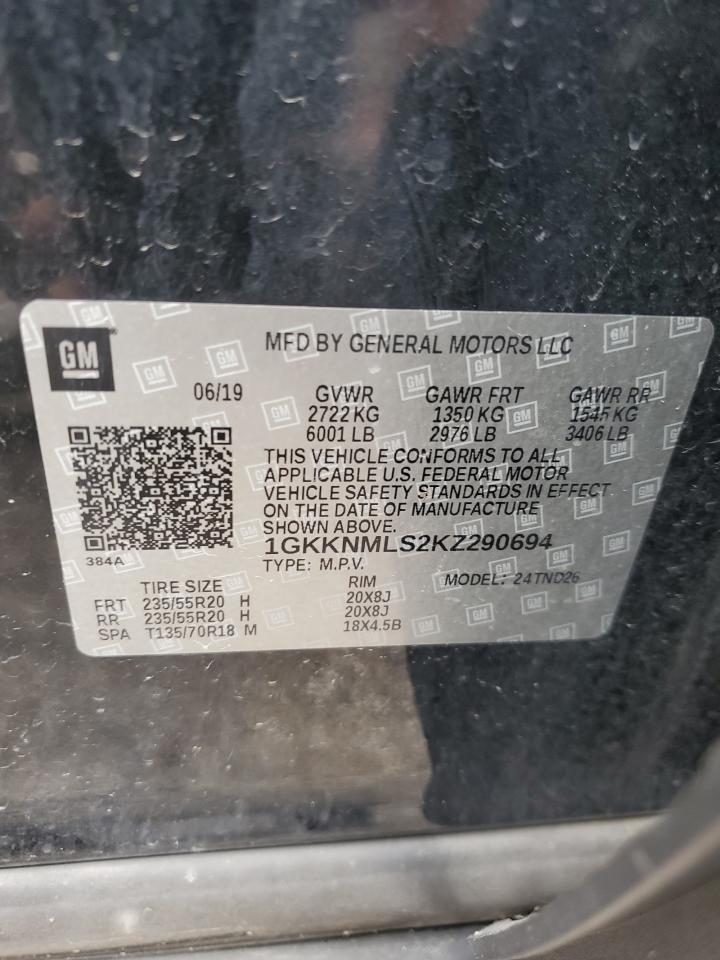 GM
MFD BY GENERAL MOTORS LLC
06/19 GVWR GAWR FRT GAWR RR
2722 KG 1350 KG 1545 KG
6001 LB 2976 LB 3406 LB
THIS VEHICLE CONFORMS TO ALL
APPLICABLE U.S. FEDERAL MOTOR
VEHICLE SAFETY STANDARDS IN EFFECT
ON THE DATE OF MANUFACTURE
SHOWN ABOVE.
1GKKNMLS2KZ290694
384A
TYPE: M.P.V. MODEL: 24TND26
TIRE SIZE RIM
FRT 235/55R20 H 20X8J
RR 235/55R20 H 20X8J
SPA T135/70R18 M 18X4.5B